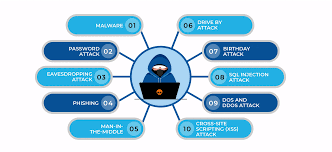 MALWARE 01
PASSWORD
ATTACK 02
EAVESDROPPING
ATTACK 03
PHISHING 04
MAN-IN-
THE-MIDDLE 05
06 DRIVE BY
ATTACK
07 BIRTHDAY
ATTACK
08 SQL INJECTION
ATTACK
09 DOS AND
DDOS ATTACK
10 CROSS-SITE
SCRIPTING (XSS)
ATTACK